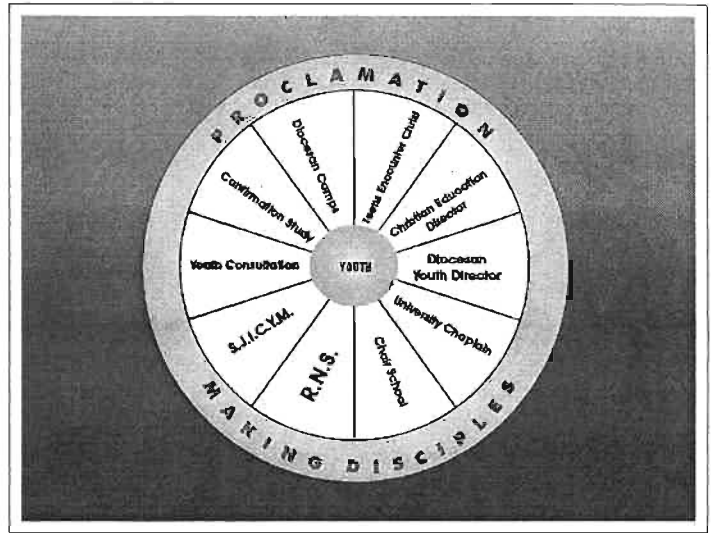 PROCLAMATION
Diocesan Camps
Teens Encounter Christ
Confirmation Study
Christian Education
Director
Youth Consultation
YOUTH
Diocesan
Youth Director
S.J.I.C.Y.M.
University Chaplain
R.N.S.
Choir School
MAKING DISCIPLES